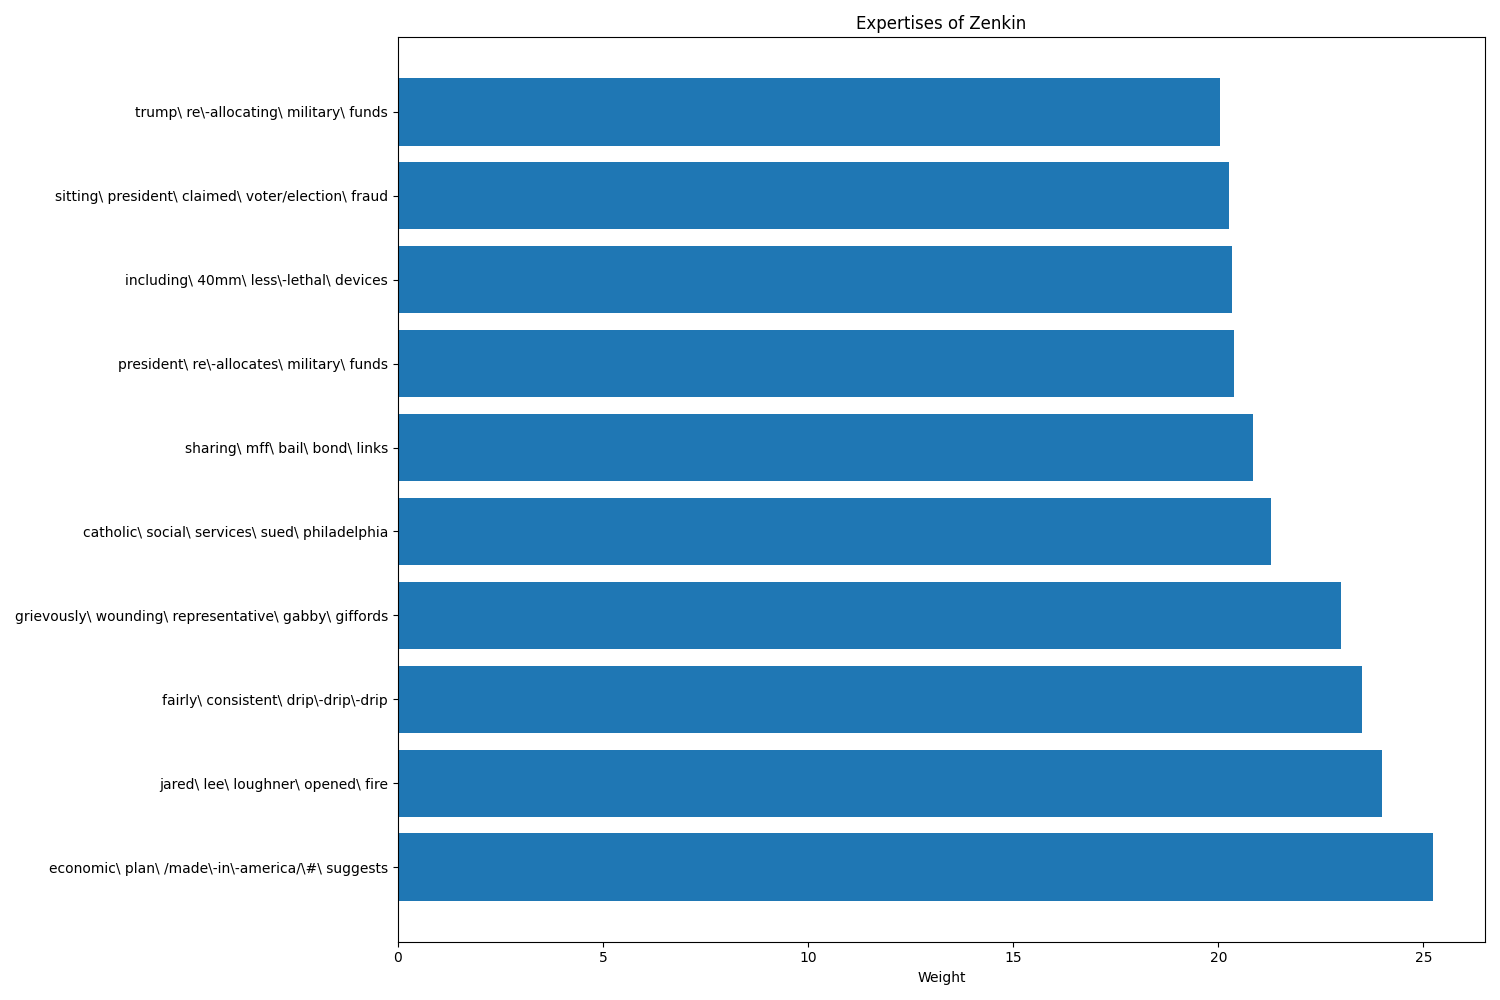 Expertises of Zenkin
trump\ re\-allocating\ military\ funds
sitting\ president\ claimed\ voter/election\ fraud
including\ 40mm\ less\-lethal\ devices
president\ re\-allocates\ military\ funds
sharing\ mff\ bail\ bond\ links
catholic\ social\ services\ sued\ philadelphia
grievously\ wounding\ representative\ gabby\ giffords
fairly\ consistent\ drip\-drip\-drip
jared\ lee\ loughner\ opened\ fire
economic\ plan\ /made\-in\-america/\#\ suggests
0 5 10 15 20 25
Weight